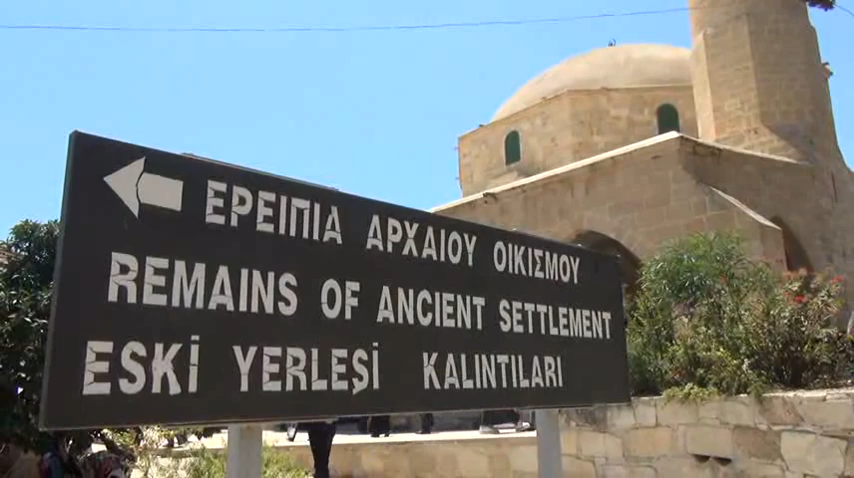 ΕΡΕΙΠΙΑ ΑΡΧΑΙΟΥ ΟΙΚΙΣΜΟΥ
REMAINS OF ANCIENT SETTLEMENT
ESKİ YERLEŞİ KALINTILARI